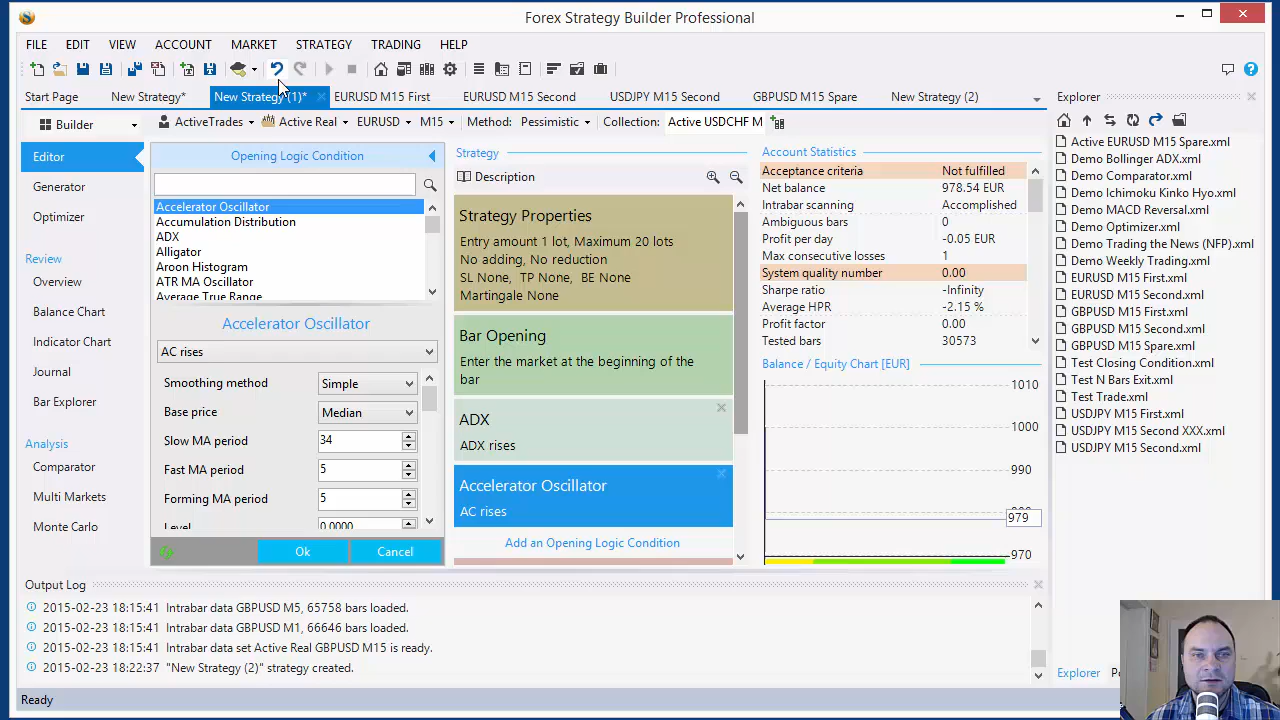 Forex Strategy Builder Professional
FILE EDIT VIEW ACCOUNT MARKET STRATEGY TRADING HELP
Start Page New Strategy* New Strategy (1)* EURUSD M15 First EURUSD M15 Second USDJPY M15 Second GBPUSD M15 Spare New Strategy (2) Explorer
Builder ActiveTrades Active Real EURUSD M15 Method: Pessimistic Collection: Active USDCHF M
Editor
Generator
Optimizer
Review
Overview
Balance Chart
Indicator Chart
Journal
Bar Explorer
Analysis
Comparator
Multi Markets
Monte Carlo
Opening Logic Condition
Accelerator Oscillator
Accumulation Distribution
ADX
Alligator
Aroon Histogram
ATR MA Oscillator
Average True Range
Accelerator Oscillator
AC rises
Smoothing method Simple
Base price Median
Slow MA period 34
Fast MA period 5
Forming MA period 5
Level 0.0000
Ok Cancel
Strategy
Description
Strategy Properties
Entry amount 1 lot, Maximum 20 lots
No adding, No reduction
SL None, TP None, BE None
Martingale None
Bar Opening
Enter the market at the beginning of the
bar
ADX
ADX rises
Accelerator Oscillator
AC rises
Add an Opening Logic Condition
Account Statistics
Acceptance criteria Not fulfilled
Net balance 978.54 EUR
Intrabar scanning Accomplished
Ambiguous bars 0
Profit per day -0.05 EUR
Max consecutive losses 1
System quality number 0.00
Sharpe ratio -Infinity
Average HPR -2.15 %
Profit factor 0.00
Tested bars 30573
Balance / Equity Chart [EUR]
1010
1000
990
979
970
Active EURUSD M15 Spare.xml
Demo Bollinger ADX.xml
Demo Comparator.xml
Demo Ichimoku Kinko Hyo.xml
Demo MACD Reversal.xml
Demo Optimizer.xml
Demo Trading the News (NFP).xml
Demo Weekly Trading.xml
EURUSD M15 First.xml
EURUSD M15 Second.xml
GBPUSD M15 First.xml
GBPUSD M15 Second.xml
GBPUSD M15 Spare.xml
Test Closing Condition.xml
Test N Bars Exit.xml
Test Trade.xml
USDJPY M15 First.xml
USDJPY M15 Second XXX.xml
USDJPY M15 Second.xml
Output Log
2015-02-23 18:15:41 Intrabar data GBPUSD M5, 65758 bars loaded.
2015-02-23 18:15:41 Intrabar data GBPUSD M1, 66646 bars loaded.
2015-02-23 18:15:41 Intrabar data set Active Real GBPUSD M15 is ready.
2015-02-23 18:22:37 "New Strategy (2)" strategy created.
Explorer
Ready